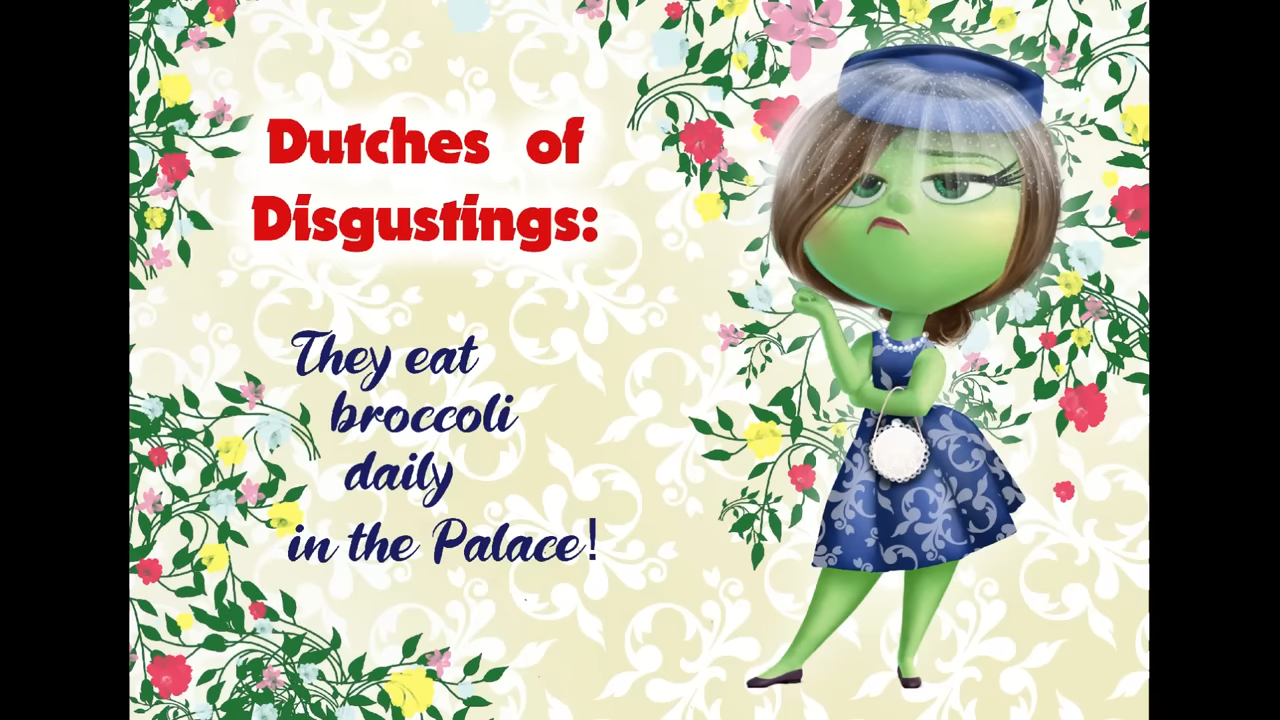 Dutches of
Disgustings:
They eat
broccoli
daily
in the Palace!